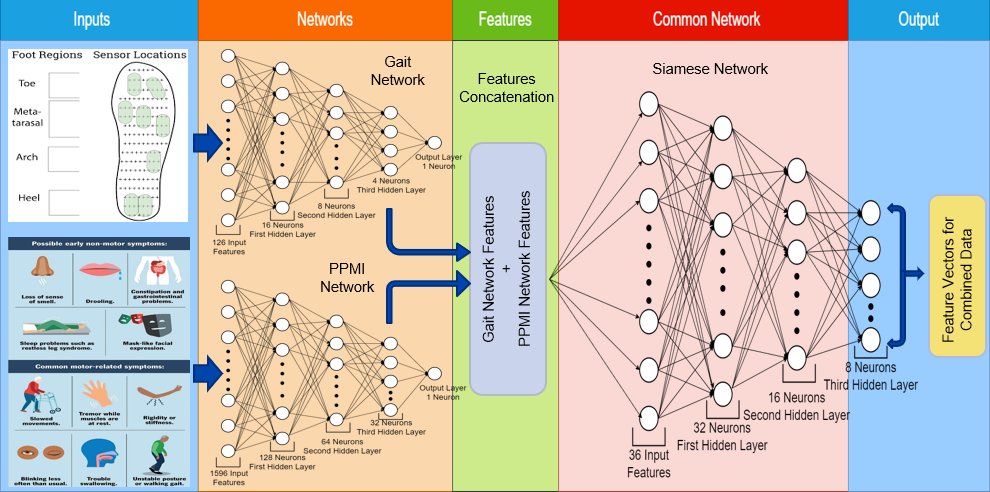 Inputs
Networks
Features
Common Network
Output
Foot Regions
Sensor Locations
Toe
Meta-
tarasal
Arch
Heel
Possible early non-motor symptoms:
Loss of sense
of smell.
Drooling.
Constipation and
gastrointestinal
problems.
Sleep problems such as
restless leg syndrome.
Mask-like facial
expression.
Common motor-related symptoms:
Slowed
movements.
Tremor while
muscles are
at rest.
Rigidity or
stiffness.
Blinking less
often than usual.
Trouble
swallowing.
Unstable posture
or walking gait.
Gait
Network
Output Layer
1 Neuron
4 Neurons
Third Hidden Layer
8 Neurons
Second Hidden Layer
16 Neurons
First Hidden Layer
126 Input
Features
PPMI
Network
Output Layer
1 Neuron
32 Neurons
Third Hidden Layer
64 Neurons
Second Hidden Layer
128 Neurons
First Hidden Layer
1596 Input
Features
Features
Concatenation
Gait Network Features
+
PPMI Network Features
Siamese Network
36 Input
Features
32 Neurons
First Hidden Layer
16 Neurons
Second Hidden Layer
8 Neurons
Third Hidden Layer
Feature Vectors for
Combined Data